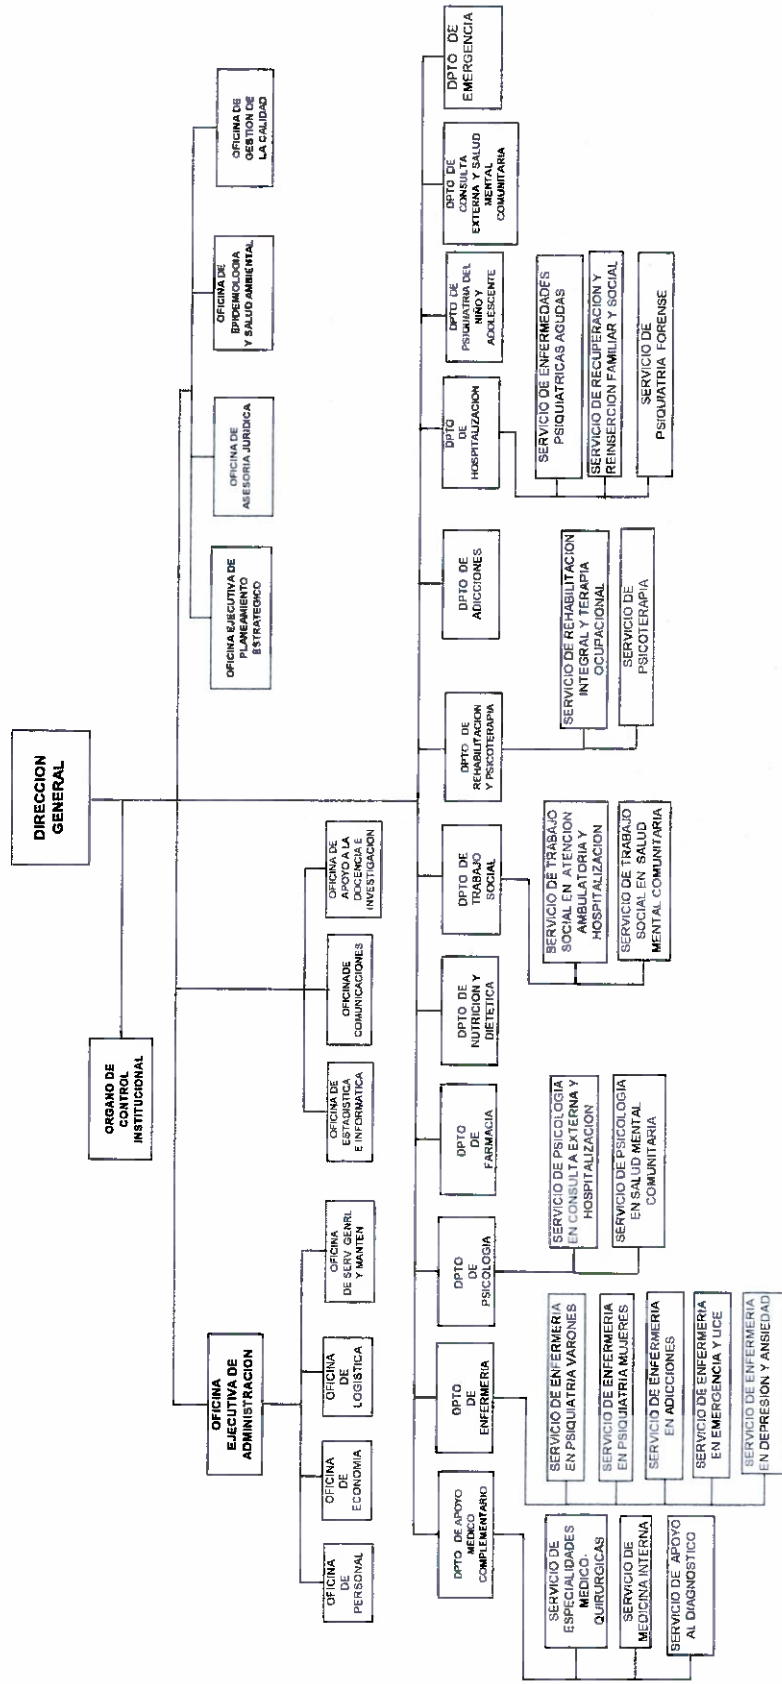 DIRECCION
GENERAL
ORGANO DE
CONTROL
INSTITUCIONAL
OFICINA EJECUTIVA DE
PLANEAMIENTO
ESTRATEGICO
OFICINA DE
ASESORIA JURIDICA
OFICINA DE
EPIDEMIOLOGIA
Y SALUD AMBIENTAL
OFICINA DE
GESTION DE
LA CALIDAD
OFICINA
EJECUTIVA DE
ADMINISTRACION
OFICINA
DE
PERSONAL
OFICINA
DE
ECONOMIA
OFICINA
DE
LOGISTICA
OFICINA
DE SERV GENRL
Y MANTEN
OFICINA DE
ESTADISTICA
E INFORMATICA
OFICINADE
COMUNICACIONES
OFICINA DE
APOYO A LA
DOCENCIA E
INVESTIGACION
DPTO DE APOYO
MEDICO
COMPLEMENTARIO
SERVICIO DE
ESPECIALIDADES
MEDICO-
QUIRURGICAS
SERVICIO DE
MEDICINA INTERNA
SERVICIO DE APOYO
AL DIAGNOSTICO
DPTO
DE
ENFERMERIA
SERVICIO DE ENFERMERIA
EN PSIQUIATRIA VARONES
SERVICIO DE ENFERMERIA
EN PSIQUIATRIA MUJERES
SERVICIO DE ENFERMERIA
EN ADICCIONES
SERVICIO DE ENFERMERIA
EN EMERGENCIA Y UCE
SERVICIO DE ENFERMERIA
EN DEPRESION Y ANSIEDAD
DPTO
DE
PSICOLOGIA
SERVICIO DE PSICOLOGIA
EN CONSULTA EXTERNA Y
HOSPITALIZACION
SERVICIO DE PSICOLOGIA
EN SALUD MENTAL
COMUNITARIA
DPTO
DE
FARMACIA
DPTO DE
NUTRICION Y
DIETETICA
DPTO DE
TRABAJO
SOCIAL
SERVICIO DE TRABAJO
SOCIAL EN ATENCION
AMBULATORIA Y
HOSPITALIZACION
SERVICIO DE TRABAJO
SOCIAL EN SALUD
MENTAL COMUNITARIA
DPTO DE
REHABILITACION
Y PSICOTERAPIA
SERVICIO DE REHABILITACION
INTEGRAL Y TERAPIA
OCUPACIONAL
SERVICIO DE
PSICOTERAPIA
DPTO DE
ADICCIONES
DPTO
DE
HOSPITALIZACION
SERVICIO DE ENFERMEDADES
PSIQUIATRICAS AGUDAS
SERVICIO DE RECUPERACION Y
REINSERCION FAMILIAR Y SOCIAL
SERVICIO DE
PSIQUIATRIA FORENSE
DPTO DE
PSIQUIATRIA DEL
NIÑO Y
ADOLESCENTE
DPTO DE
CONSULTA
EXTERNA Y SALUD
MENTAL
COMUNITARIA
DPTO DE
EMERGENCIA